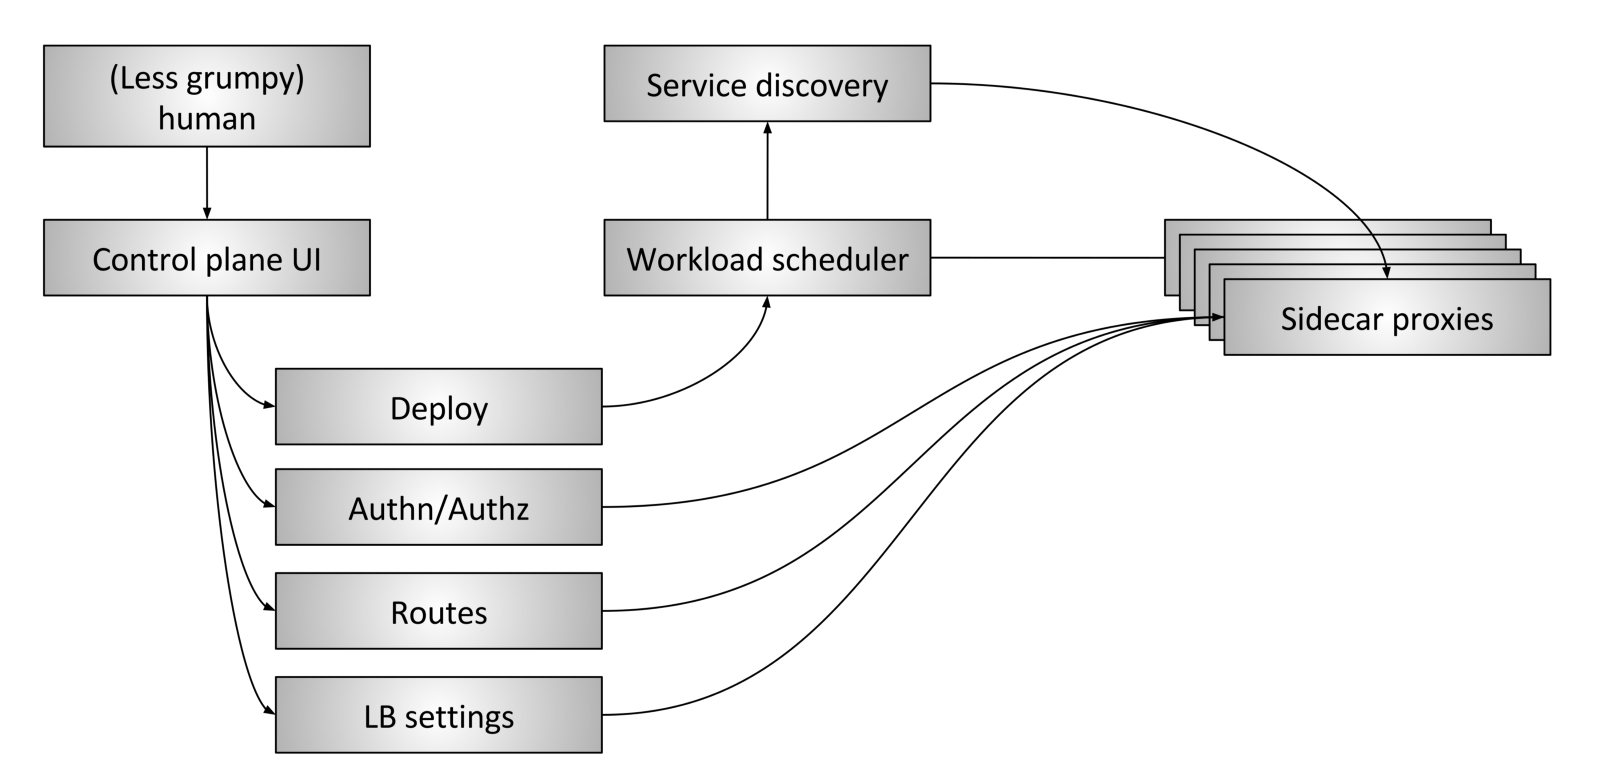 (Less grumpy)
human
Service discovery
Control plane UI
Workload scheduler
Sidecar proxies
Deploy
Authn/Authz
Routes
LB settings